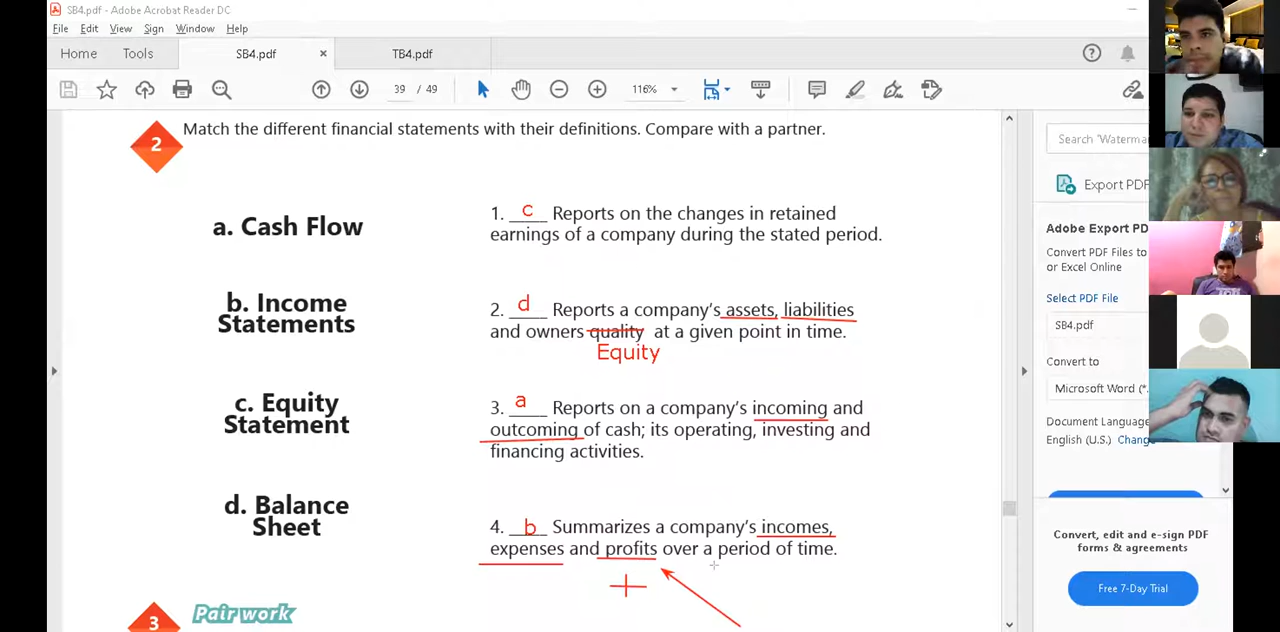 SB4.pdf - Adobe Acrobat Reader DC
File Edit View Sign Window Help
Home Tools SB4.pdf × TB4.pdf
39 / 49 116%
2 Match the different financial statements with their definitions. Compare with a partner.
a. Cash Flow
b. Income
Statements
c. Equity
Statement
d. Balance
Sheet
1. __c__ Reports on the changes in retained
earnings of a company during the stated period.
2. __d__ Reports a company's assets, liabilities
and owners quality at a given point in time.
Equity
3. __a__ Reports on a company's incoming and
outcoming of cash; its operating, investing and
financing activities.
4. __b__ Summarizes a company's incomes,
expenses and profits over a period of time.
+
3 Pair work
Search "Waterma
Export PDF
Adobe Export PD
Convert PDF Files to
or Excel Online
Select PDF File
SB4.pdf
Convert to
Microsoft Word (*.
Document Language
English (U.S.) Change
Convert, edit and e-sign PDF
forms & agreements
Free 7-Day Trial